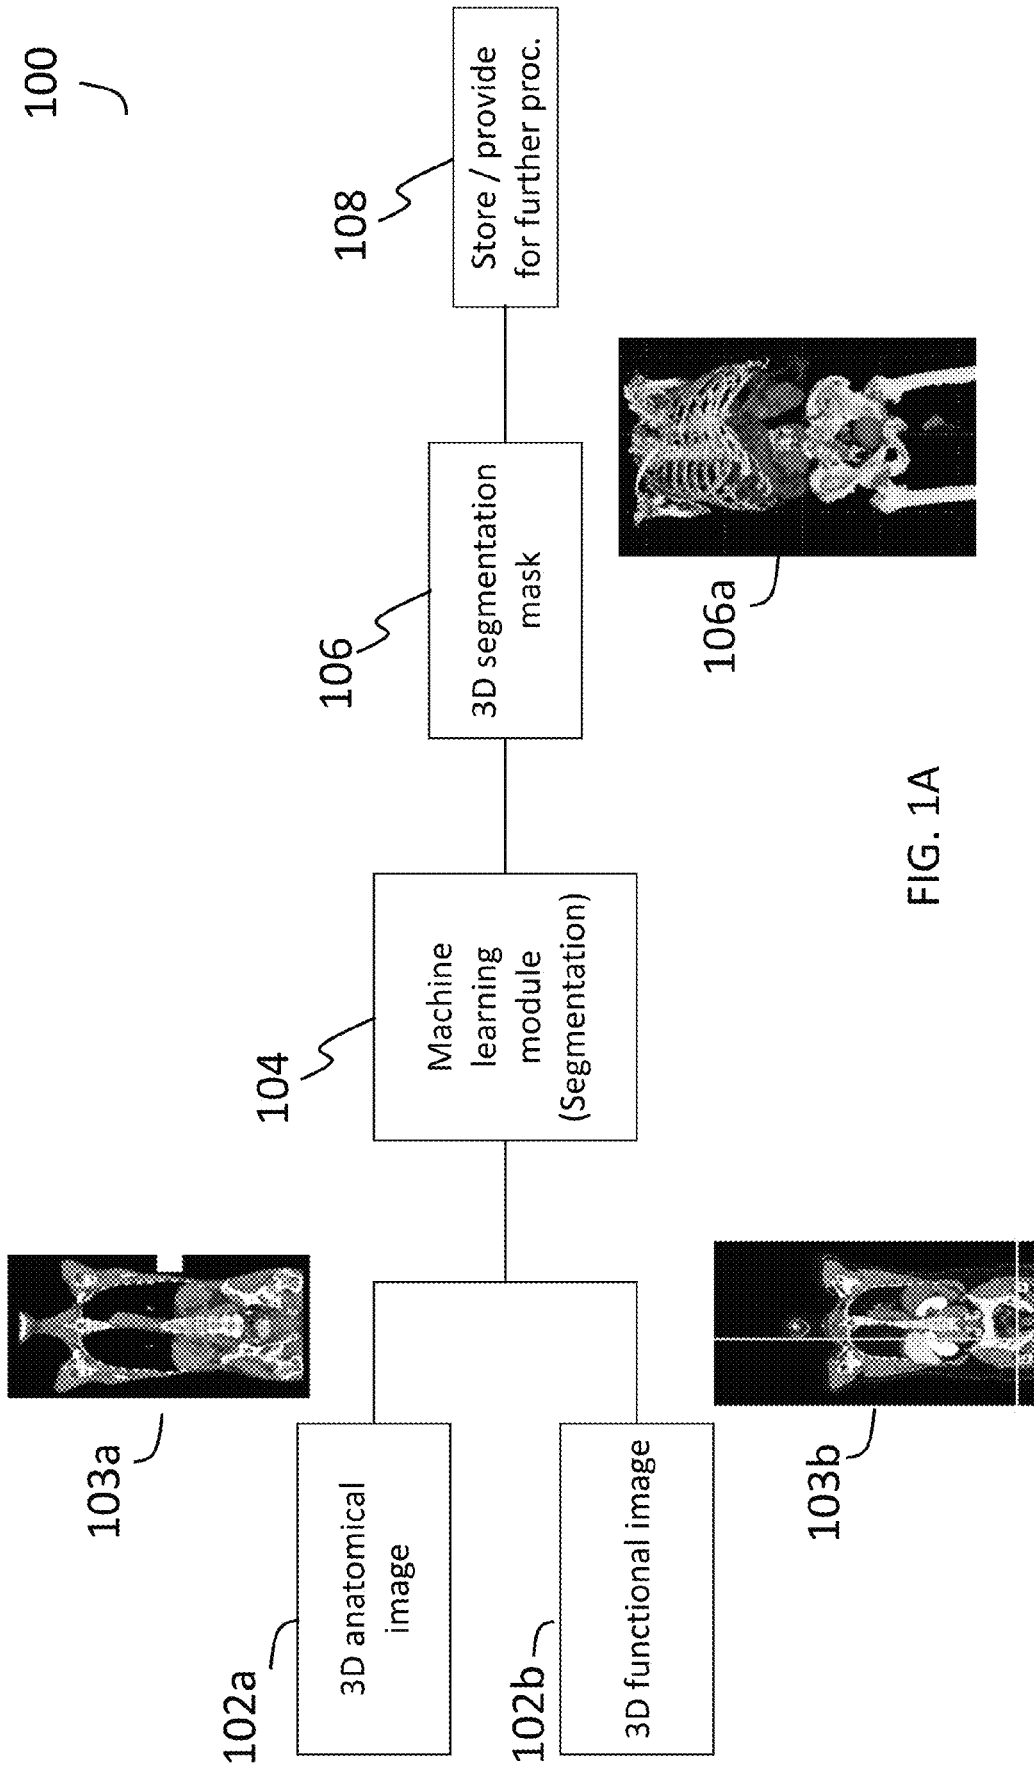 100
102a
3D anatomical
image
103a
102b
3D functional image
103b
104
Machine
learning
module
(Segmentation)
106
3D segmentation
mask
106a
108
Store / provide
for further proc.
FIG. 1A